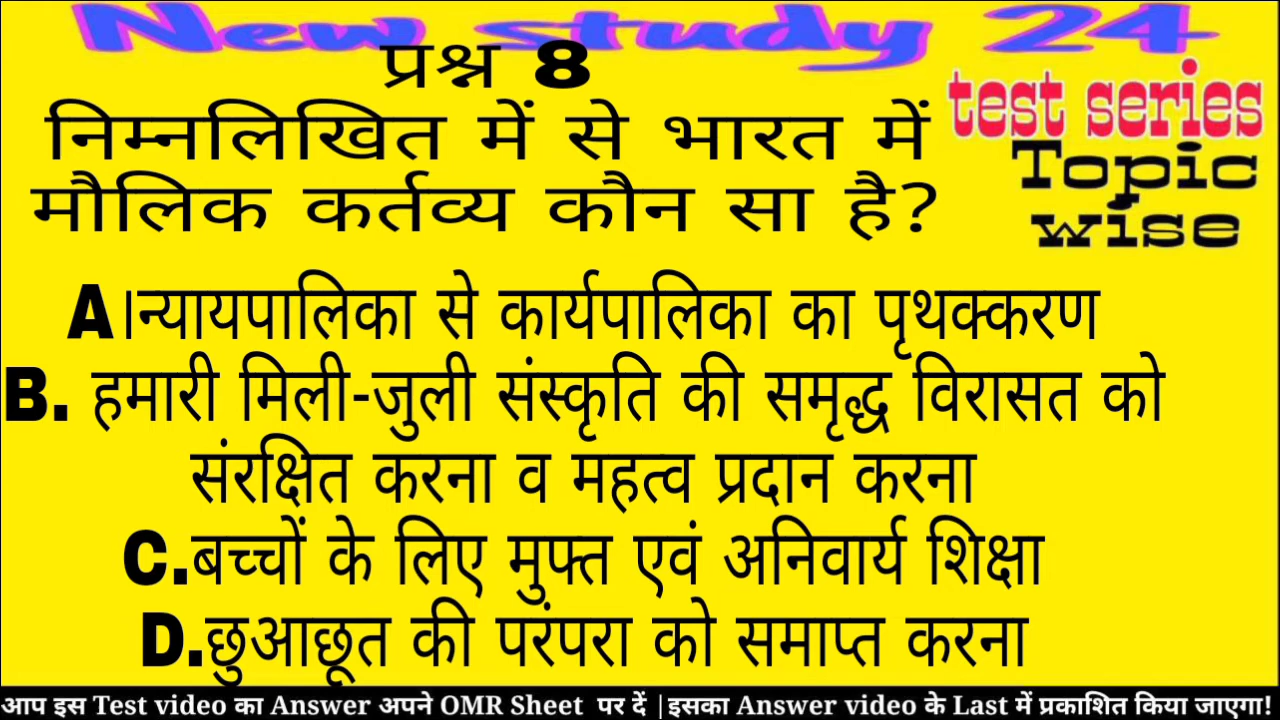 New study 24
प्रश्न 8
निम्नलिखित में से भारत में
मौलिक कर्तव्य कौन सा है?
test series
Topic
wise
A।न्यायपालिका से कार्यपालिका का पृथक्करण
B. हमारी मिली-जुली संस्कृति की समृद्ध विरासत को
संरक्षित करना व महत्व प्रदान करना
C.बच्चों के लिए मुफ्त एवं अनिवार्य शिक्षा
D.छुआछूत की परंपरा को समाप्त करना
आप इस Test video का Answer अपने OMR Sheet पर दें |इसका Answer video के Last में प्रकाशित किया जाएगा!